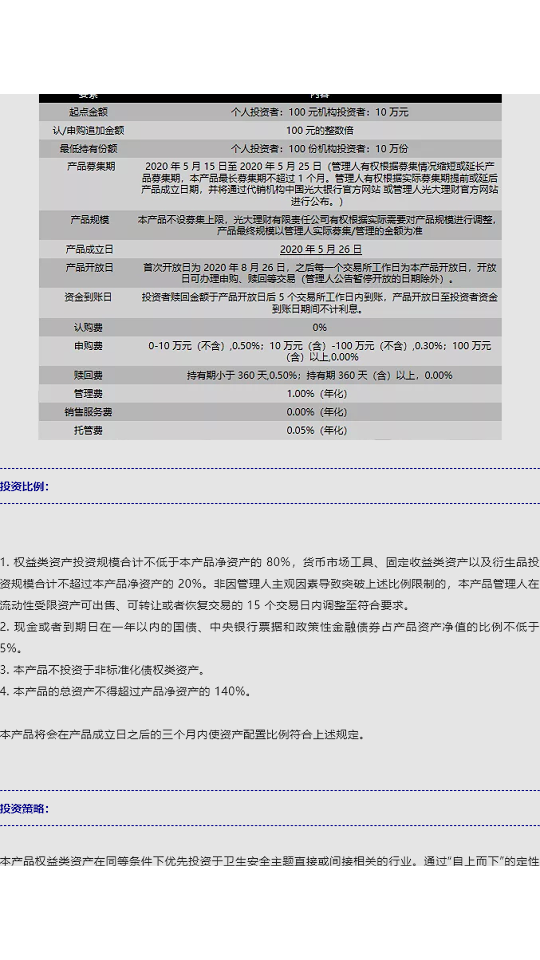 要素 内容
起点金额 个人投资者：100 元机构投资者：10 万元
认/申购追加金额 100 元的整数倍
最低持有份额 个人投资者：100 份机构投资者：10 万份
产品募集期 2020 年 5 月 15 日至 2020 年 5 月 25 日（管理人有权根据募集情况缩短或延长产
品募集期，本产品最长募集期不超过 1 个月。管理人有权根据实际募集期提前或延后
产品成立日期，并将通过代销机构中国光大银行官方网站 或管理人光大理财官方网站
进行公布。）
产品规模 本产品不设募集上限，光大理财有限责任公司有权根据实际需要对产品规模进行调整，
产品最终规模以管理人实际募集/管理的金额为准
产品成立日 2020 年 5 月 26 日
产品开放日 首次开放日为 2020 年 8 月 26 日，之后每一个交易所工作日为本产品开放日，开放
日可办理申购、赎回等交易（管理人公告暂停开放的日期除外）。
资金到账日 投资者赎回金额于产品开放日后 5 个交易所工作日内到账，产品开放日至投资者资金
到账日期间不计利息。
认购费 0%
申购费 0-10 万元（不含）,0.50%；10 万元（含）-100 万元（不含）,0.30%；100 万元
（含）以上,0.00%
赎回费 持有期小于 360 天,0.50%；持有期 360 天（含）以上，0.00%
管理费 1.00%（年化）
销售服务费 0.00%（年化）
托管费 0.05%（年化）
投资比例：
1. 权益类资产投资规模合计不低于本产品净资产的 80%，货币市场工具、固定收益类资产以及衍生品投
资规模合计不超过本产品净资产的 20%。非因管理人主观因素导致突破上述比例限制的，本产品管理人在
流动性受限资产可出售、可转让或者恢复交易的 15 个交易日内调整至符合要求。
2. 现金或者到期日在一年以内的国债、中央银行票据和政策性金融债券占产品资产净值的比例不低于
5%。
3. 本产品不投资于非标准化债权类资产。
4. 本产品的总资产不得超过产品净资产的 140%。
本产品将会在产品成立日之后的三个月内使资产配置比例符合上述规定。
投资策略：
本产品权益类资产在同等条件下优先投资于卫生安全主题直接或间接相关的行业。通过“自上而下”的定性